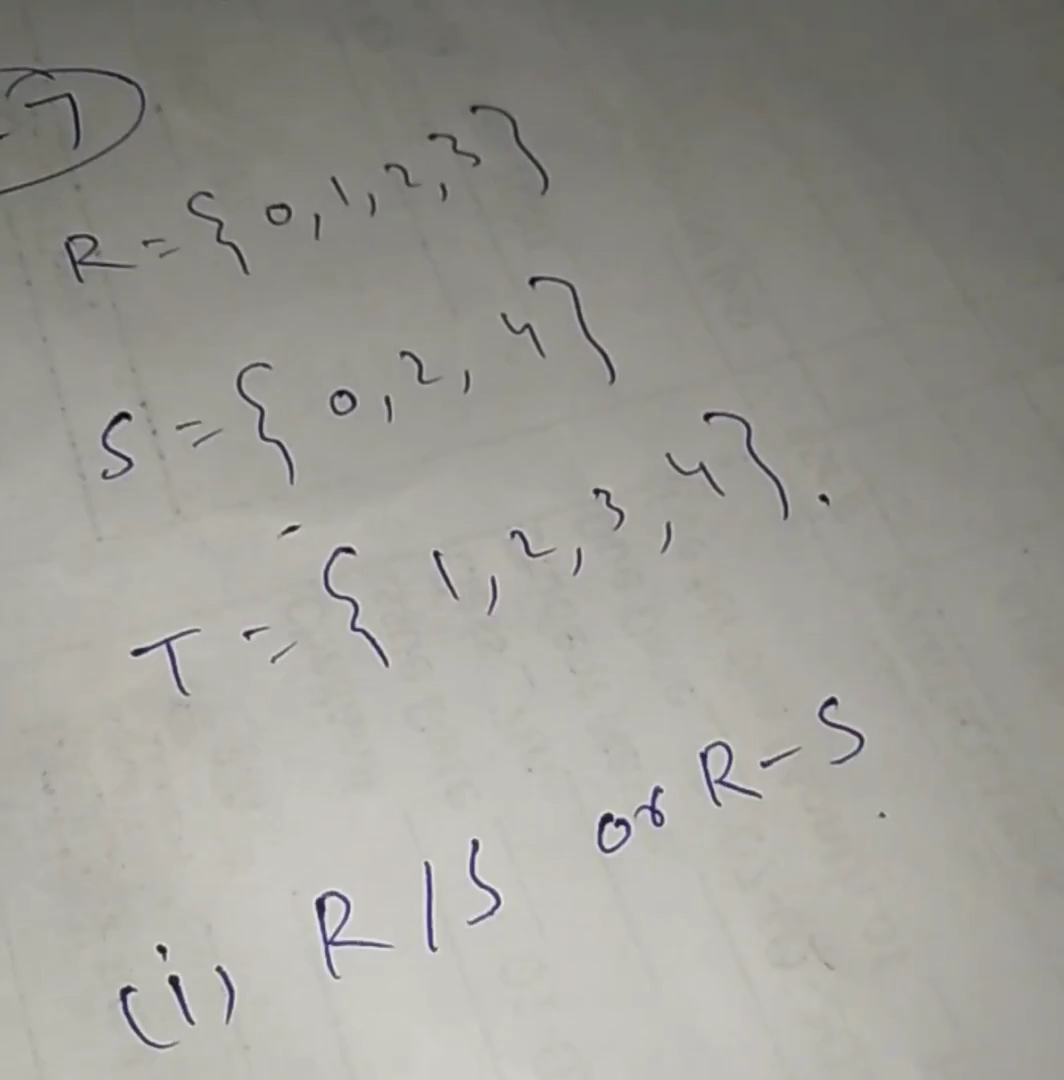 -7
R = { 0, 1, 2, 3 }
S = { 0, 2, 4 }
T = { 1, 2, 3, 4 }.
(i) R | S or R - S.